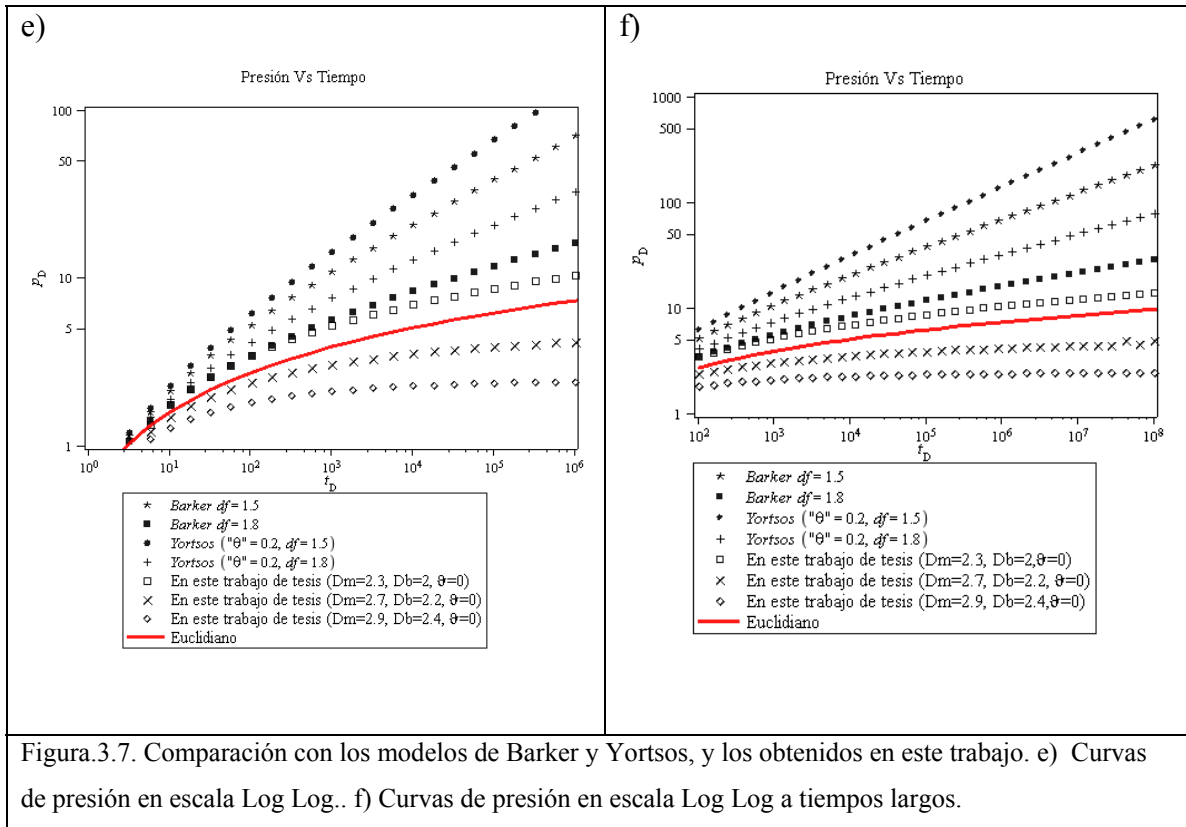 e)
Presión Vs Tiempo
100
50
10
5
1
p_D
10^0 10^1 10^2 10^3 10^4 10^5 10^6
t_D
Barker df = 1.5
Barker df = 1.8
Yortsos ("θ" = 0.2, df = 1.5)
Yortsos ("θ" = 0.2, df = 1.8)
En este trabajo de tesis (Dm=2.3, Db=2, ϑ=0)
En este trabajo de tesis (Dm=2.7, Db=2.2, ϑ=0)
En este trabajo de tesis (Dm=2.9, Db=2.4,ϑ=0)
Euclidiano
f)
Presión Vs Tiempo
1000
500
100
50
10
5
1
p_D
10^2 10^3 10^4 10^5 10^6 10^7 10^8
t_D
Barker df = 1.5
Barker df = 1.8
Yortsos ("θ" = 0.2, df = 1.5)
Yortsos ("θ" = 0.2, df = 1.8)
En este trabajo de tesis (Dm=2.3, Db=2,ϑ=0)
En este trabajo de tesis (Dm=2.7, Db=2.2, ϑ=0)
En este trabajo de tesis (Dm=2.9, Db=2.4,ϑ=0)
Euclidiano
Figura.3.7. Comparación con los modelos de Barker y Yortsos, y los obtenidos en este trabajo. e) Curvas
de presión en escala Log Log.. f) Curvas de presión en escala Log Log a tiempos largos.